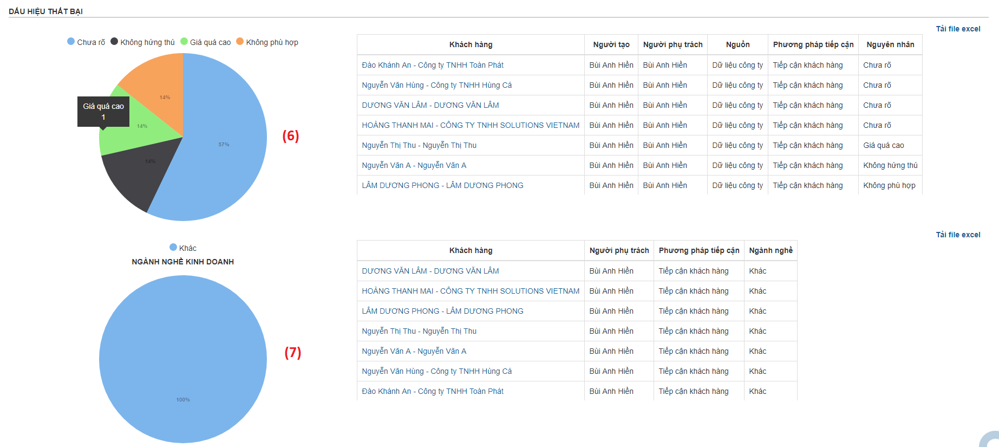 DẤU HIỆU THẤT BẠI
Tải file excel
Chưa rõ Không hứng thú Giá quá cao Không phù hợp
14%
Giá quá cao
1
14%
57%
14%
(6)
Khách hàng Người tạo Người phụ trách Nguồn Phương pháp tiếp cận Nguyên nhân
Đào Khánh An - Công ty TNHH Toàn Phát Bùi Anh Hiền Bùi Anh Hiền Dữ liệu công ty Tiếp cận khách hàng Chưa rõ
Nguyễn Văn Hùng - Công ty TNHH Hùng Cá Bùi Anh Hiền Bùi Anh Hiền Dữ liệu công ty Tiếp cận khách hàng Chưa rõ
DƯƠNG VĂN LÂM - DƯƠNG VĂN LÂM Bùi Anh Hiền Bùi Anh Hiền Dữ liệu công ty Tiếp cận khách hàng Chưa rõ
HOÀNG THANH MAI - CÔNG TY TNHH SOLUTIONS VIETNAM Bùi Anh Hiền Bùi Anh Hiền Dữ liệu công ty Tiếp cận khách hàng Chưa rõ
Nguyễn Thị Thu - Nguyễn Thị Thu Bùi Anh Hiền Bùi Anh Hiền Dữ liệu công ty Tiếp cận khách hàng Giá quá cao
Nguyễn Văn A - Nguyễn Văn A Bùi Anh Hiền Bùi Anh Hiền Dữ liệu công ty Tiếp cận khách hàng Không hứng thú
LÂM DƯƠNG PHONG - LÂM DƯƠNG PHONG Bùi Anh Hiền Bùi Anh Hiền Dữ liệu công ty Tiếp cận khách hàng Không phù hợp
Tải file excel
Khác
NGÀNH NGHỀ KINH DOANH
100%
(7)
Khách hàng Người phụ trách Phương pháp tiếp cận Ngành nghề
DƯƠNG VĂN LÂM - DƯƠNG VĂN LÂM Bùi Anh Hiền Tiếp cận khách hàng Khác
HOÀNG THANH MAI - CÔNG TY TNHH SOLUTIONS VIETNAM Bùi Anh Hiền Tiếp cận khách hàng Khác
LÂM DƯƠNG PHONG - LÂM DƯƠNG PHONG Bùi Anh Hiền Tiếp cận khách hàng Khác
Nguyễn Thị Thu - Nguyễn Thị Thu Bùi Anh Hiền Tiếp cận khách hàng Khác
Nguyễn Văn A - Nguyễn Văn A Bùi Anh Hiền Tiếp cận khách hàng Khác
Nguyễn Văn Hùng - Công ty TNHH Hùng Cá Bùi Anh Hiền Tiếp cận khách hàng Khác
Đào Khánh An - Công ty TNHH Toàn Phát Bùi Anh Hiền Tiếp cận khách hàng Khác